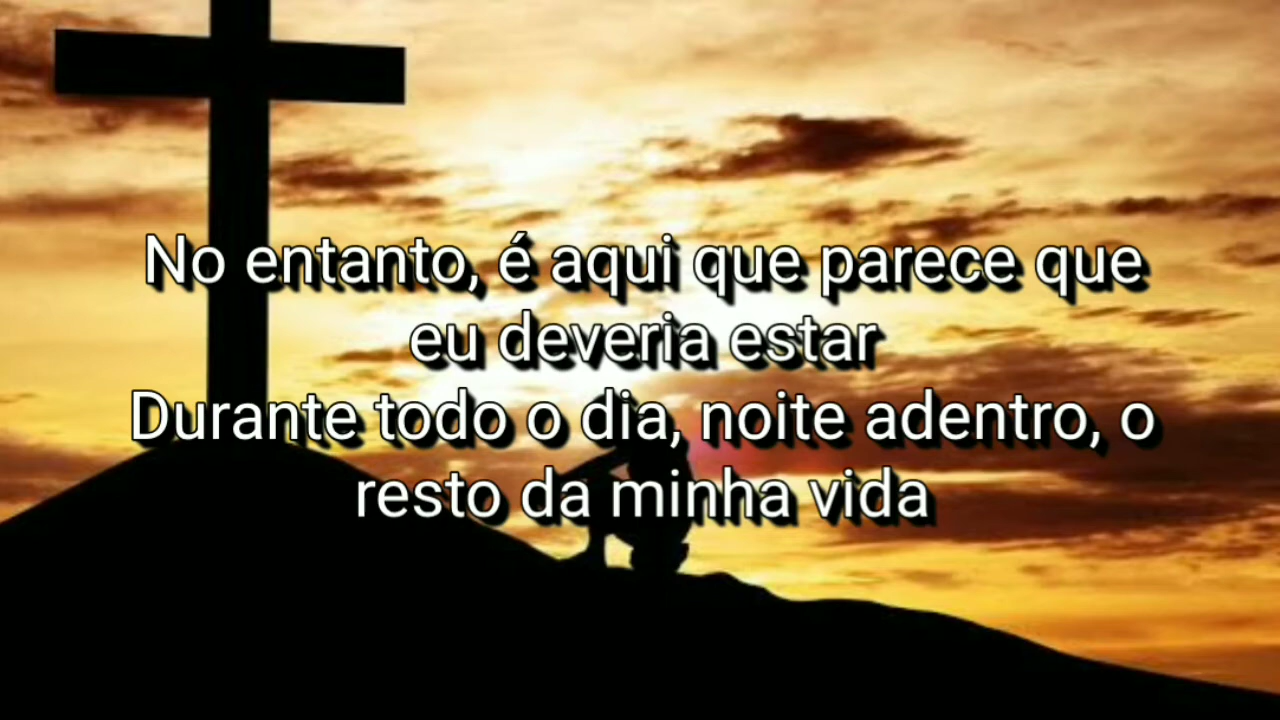 No entanto, é aqui que parece que
eu deveria estar
Durante todo o dia, noite adentro, o
resto da minha vida